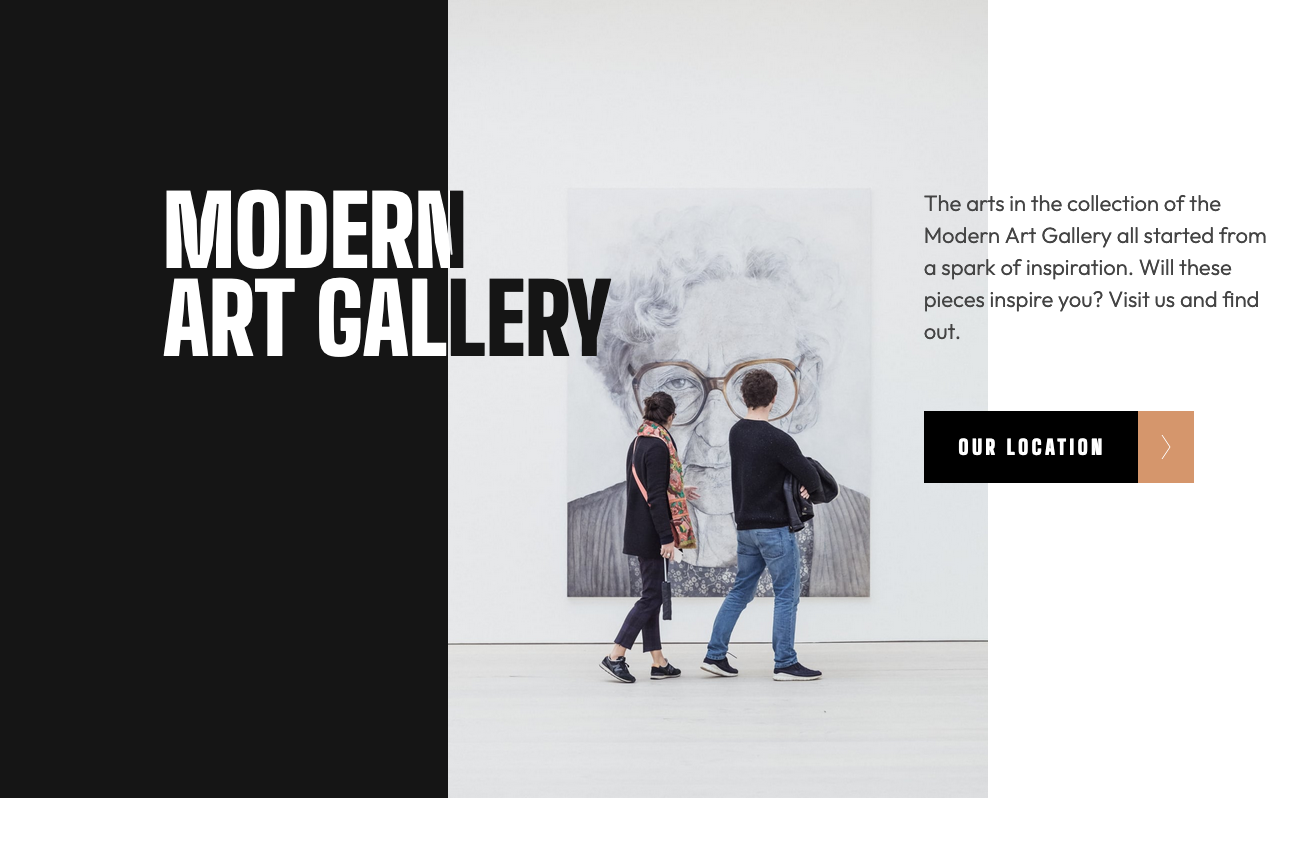 MODERN
ART GALLERY
The arts in the collection of the
Modern Art Gallery all started from
a spark of inspiration. Will these
pieces inspire you? Visit us and find
out.
OUR LOCATION